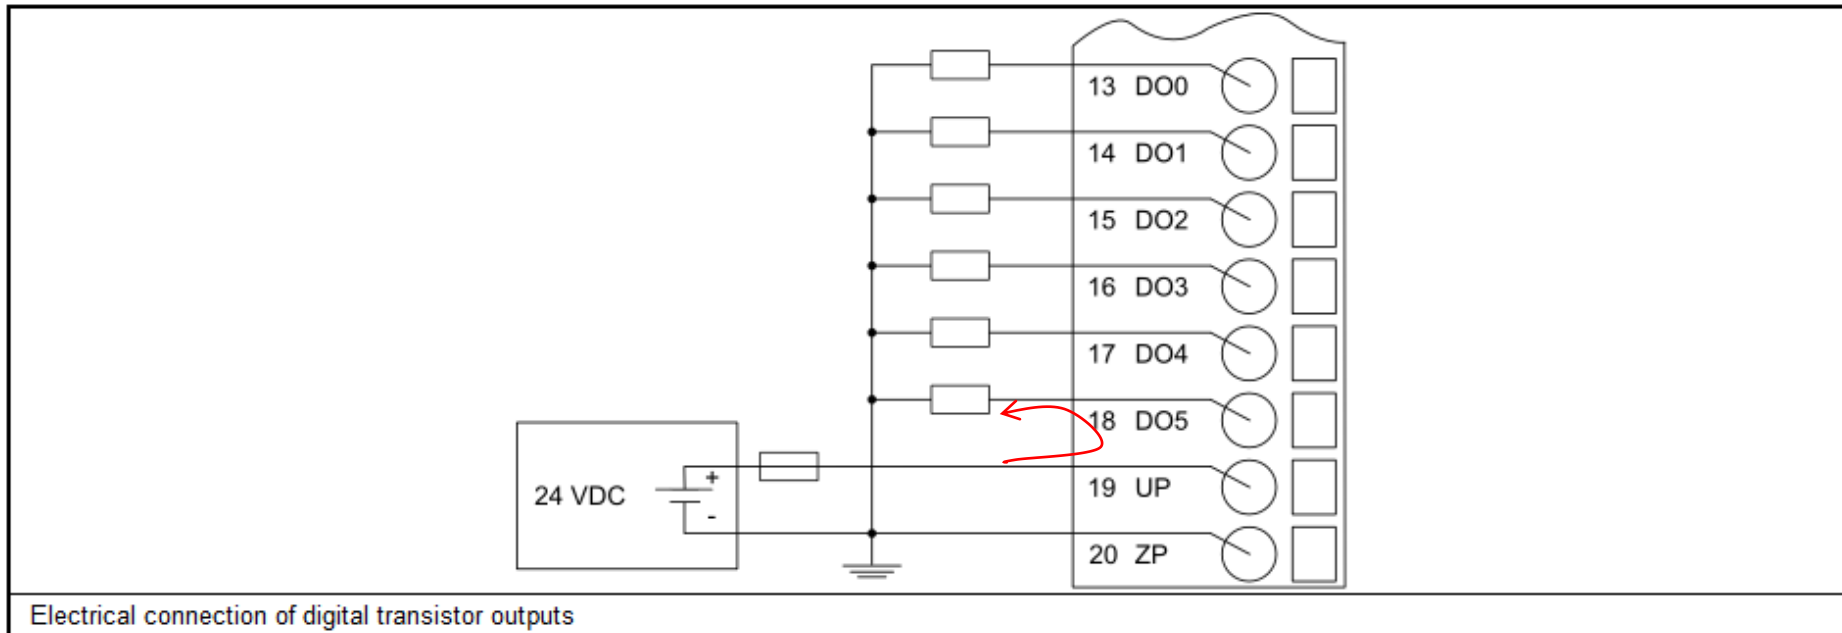 13 DO0
14 DO1
15 DO2
16 DO3
17 DO4
18 DO5
24 VDC
+
-
19 UP
20 ZP
Electrical connection of digital transistor outputs